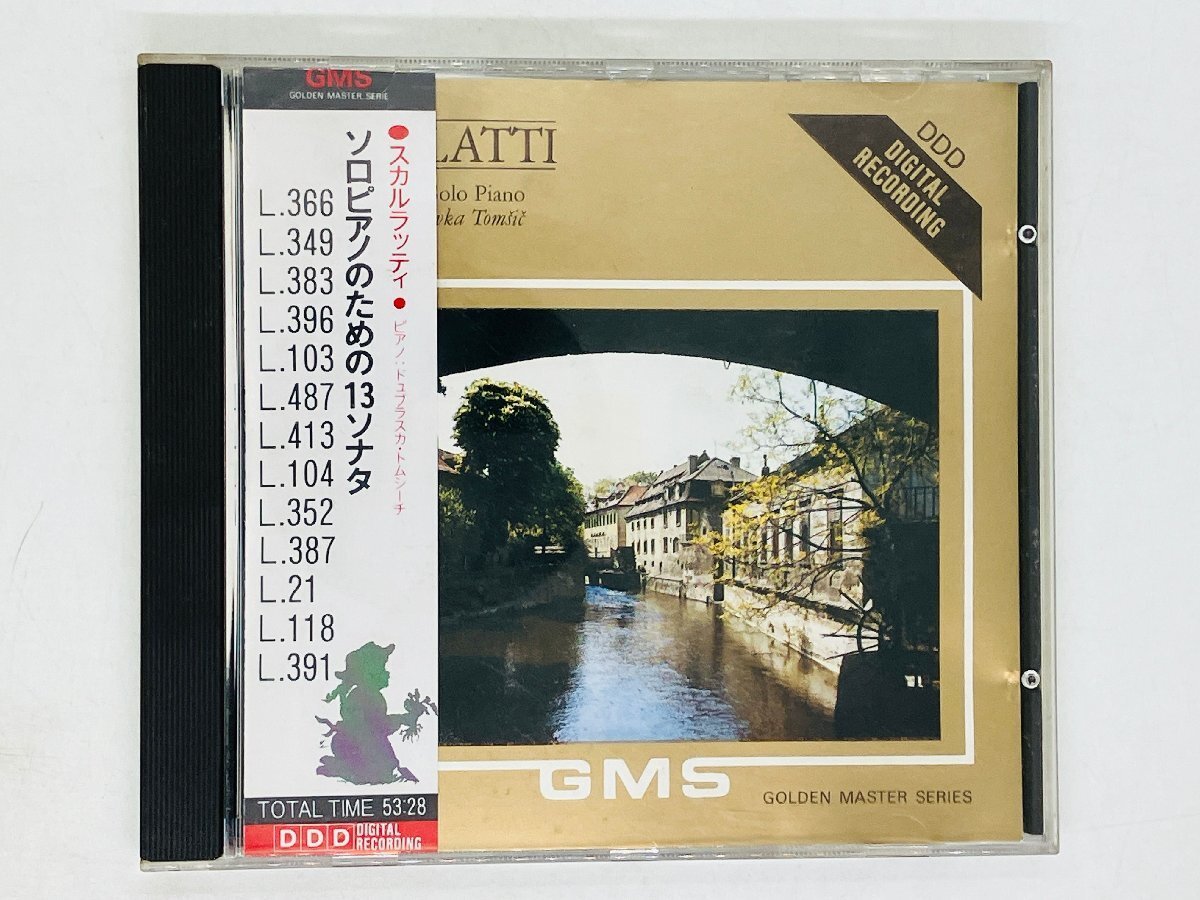 GMS
GOLDEN MASTER SERIE
●スカルラッティ●
ピアノ:ドュブラスカ・トムシーチ
ソロピアノのための13ソナタ
L.366
L.349
L.383
L.396
L.103
L.487
L.413
L.104
L.352
L.387
L.21
L.118
L.391
TOTAL TIME 53:28
DDD DIGITAL
RECORDING
LATTI
Solo Piano
vka Tomšič
DDD
DIGITAL
RECORDING
GMS
GOLDEN MASTER SERIES